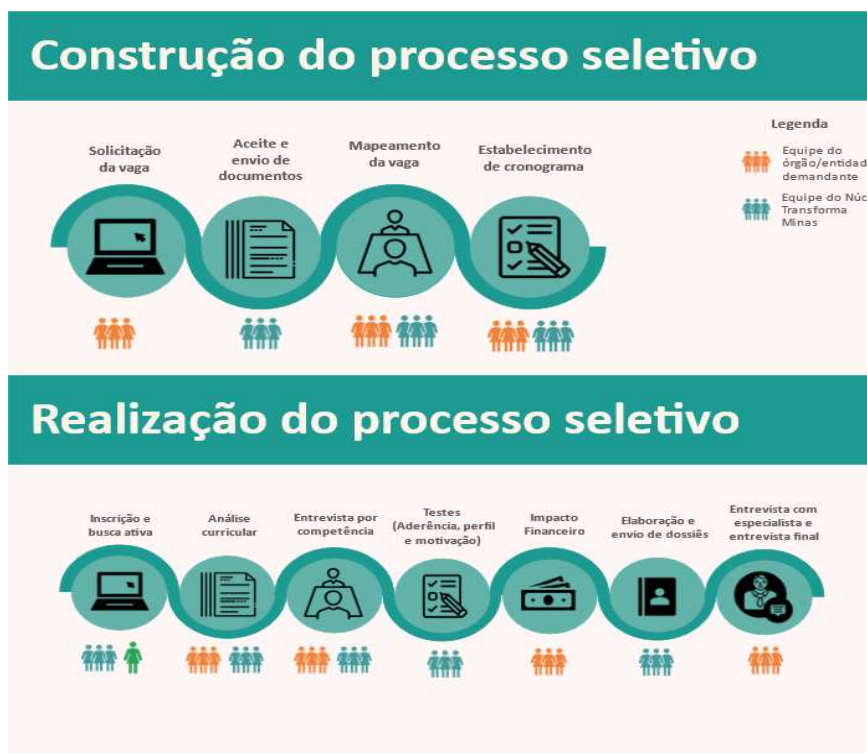 Construção do processo seletivo
Legenda
Equipe do
órgão/entidad
demandante
Equipe do Núc
Transforma
Minas
Solicitação
da vaga
Aceite e
envio de
documentos
Mapeamento
da vaga
Estabelecimento
de cronograma
Realização do processo seletivo
Inscrição e
busca ativa
Análise
curricular
Entrevista por
competência
Testes
(Aderência, perfil
e motivação)
Impacto
Financeiro
Elaboração e
envio de dossiês
Entrevista com
especialista e
entrevista final